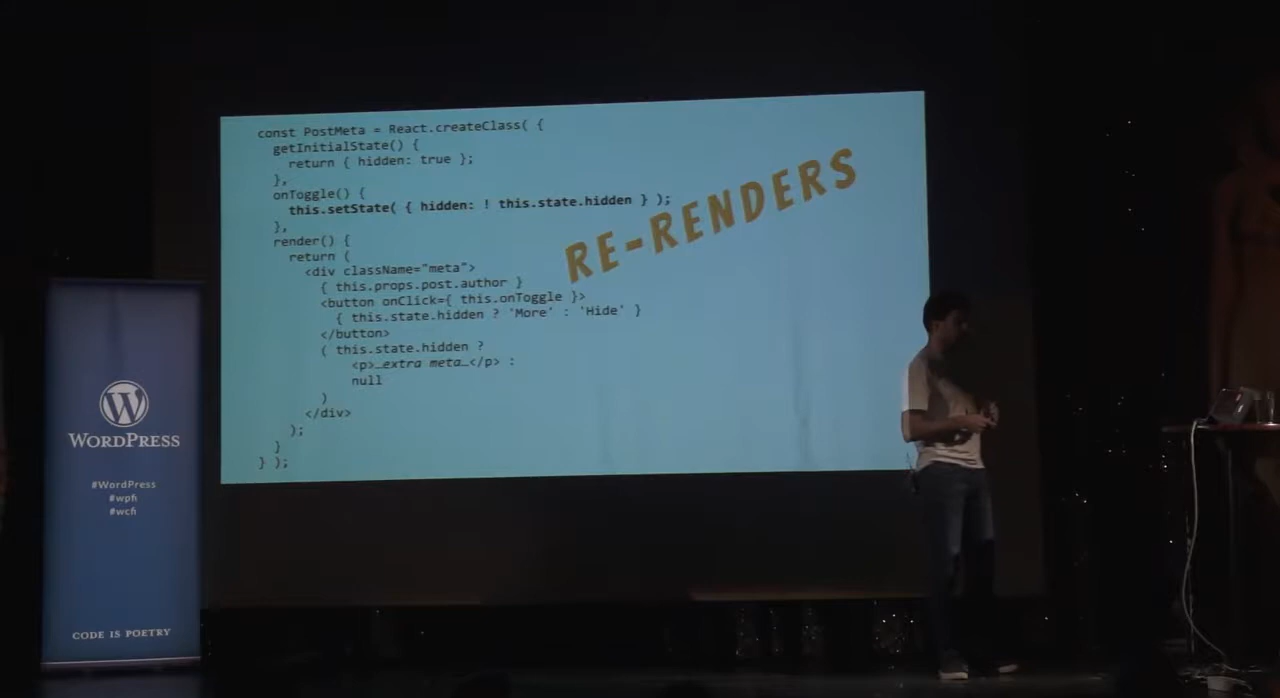 const PostMeta = React.createClass( {
getInitialState() {
return { hidden: true };
},
onToggle() {
this.setState( { hidden: ! this.state.hidden } );
},
render() {
return (
<div className="meta">
{ this.props.post.author }
<button onClick={ this.onToggle }>
{ this.state.hidden ? 'More' : 'Hide' }
</button>
( this.state.hidden ?
<p>…extra meta…</p> :
null
)
</div>
);
}
} );
RE-RENDERS
WORDPRESS
#WordPress
#wpfi
#wcfi
CODE IS POETRY